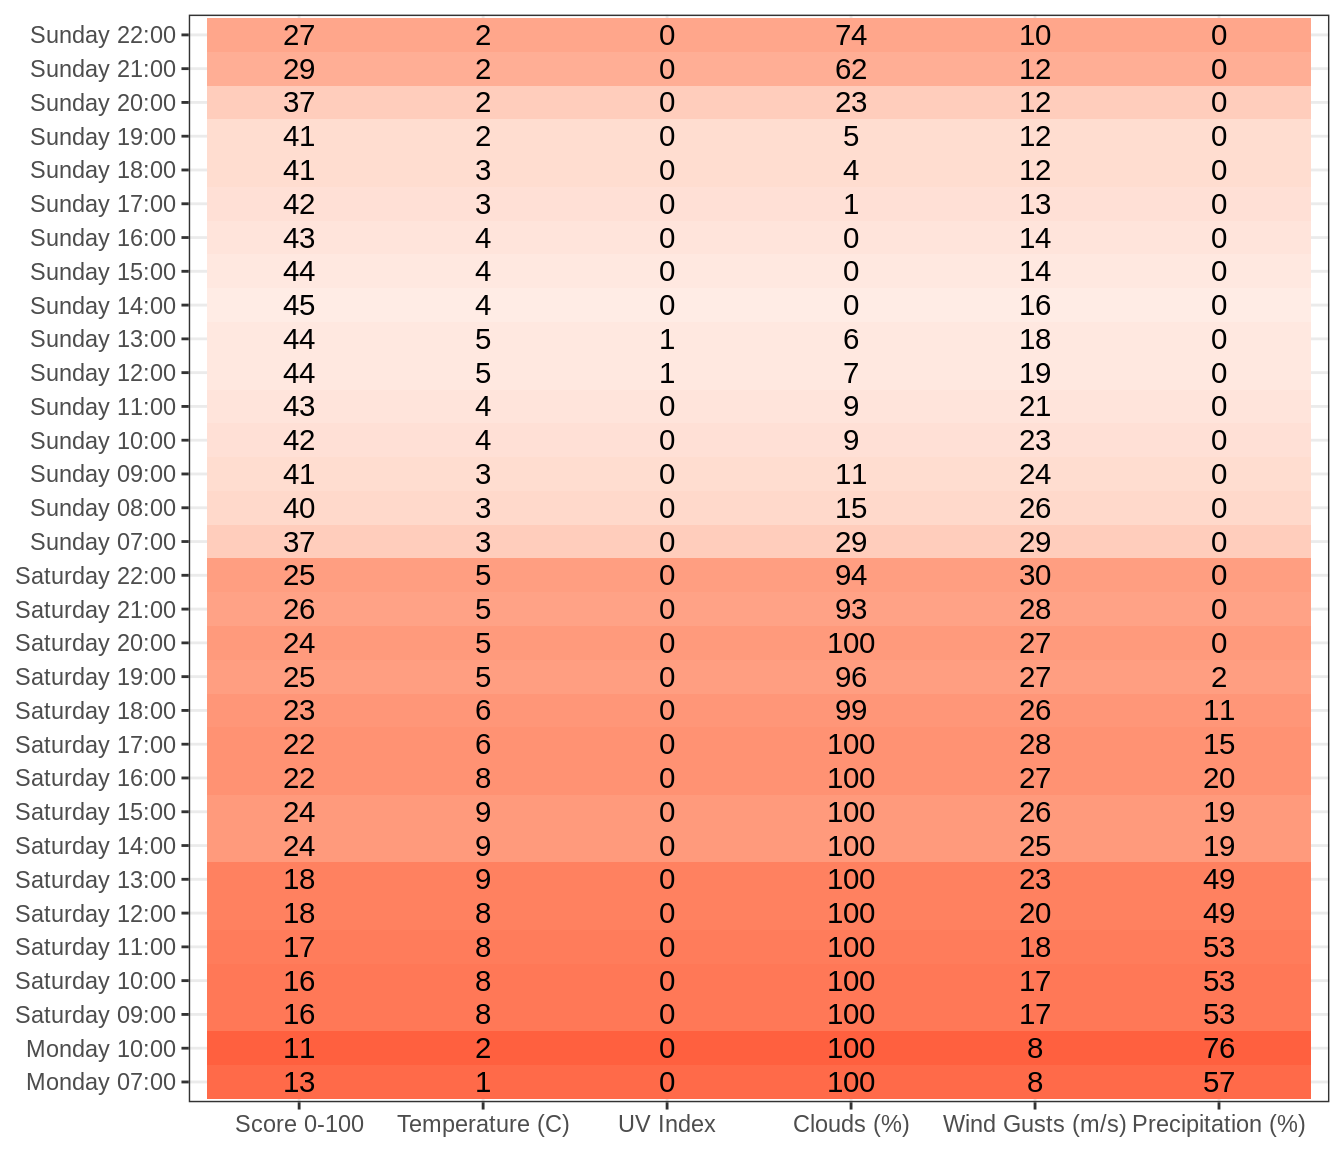 Sunday 22:00 27 2 0 74 10 0
Sunday 21:00 29 2 0 62 12 0
Sunday 20:00 37 2 0 23 12 0
Sunday 19:00 41 2 0 5 12 0
Sunday 18:00 41 3 0 4 12 0
Sunday 17:00 42 3 0 1 13 0
Sunday 16:00 43 4 0 0 14 0
Sunday 15:00 44 4 0 0 14 0
Sunday 14:00 45 4 0 0 16 0
Sunday 13:00 44 5 1 6 18 0
Sunday 12:00 44 5 1 7 19 0
Sunday 11:00 43 4 0 9 21 0
Sunday 10:00 42 4 0 9 23 0
Sunday 09:00 41 3 0 11 24 0
Sunday 08:00 40 3 0 15 26 0
Sunday 07:00 37 3 0 29 29 0
Saturday 22:00 25 5 0 94 30 0
Saturday 21:00 26 5 0 93 28 0
Saturday 20:00 24 5 0 100 27 0
Saturday 19:00 25 5 0 96 27 2
Saturday 18:00 23 6 0 99 26 11
Saturday 17:00 22 6 0 100 28 15
Saturday 16:00 22 8 0 100 27 20
Saturday 15:00 24 9 0 100 26 19
Saturday 14:00 24 9 0 100 25 19
Saturday 13:00 18 9 0 100 23 49
Saturday 12:00 18 8 0 100 20 49
Saturday 11:00 17 8 0 100 18 53
Saturday 10:00 16 8 0 100 17 53
Saturday 09:00 16 8 0 100 17 53
Monday 10:00 11 2 0 100 8 76
Monday 07:00 13 1 0 100 8 57
Score 0-100 Temperature (C) UV Index Clouds (%) Wind Gusts (m/s) Precipitation (%)